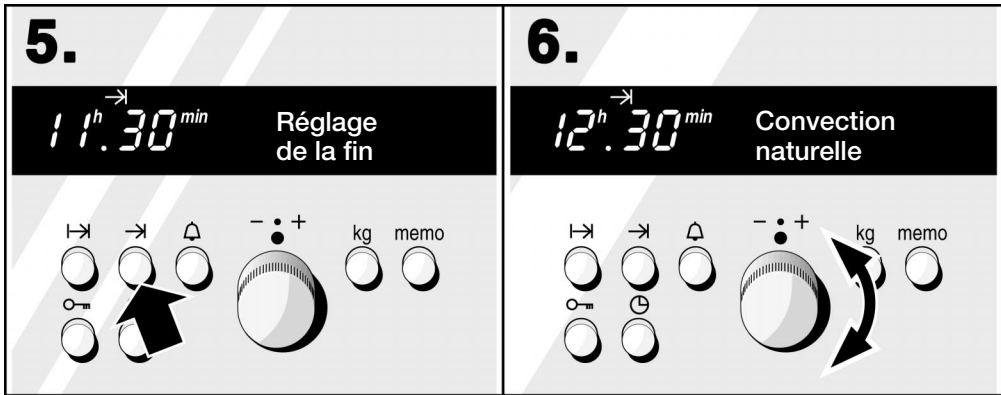 5.
11h.30min
Réglage
de la fin
- • +
kg memo
6.
12h.30min
Convection
naturelle
- • +
kg memo